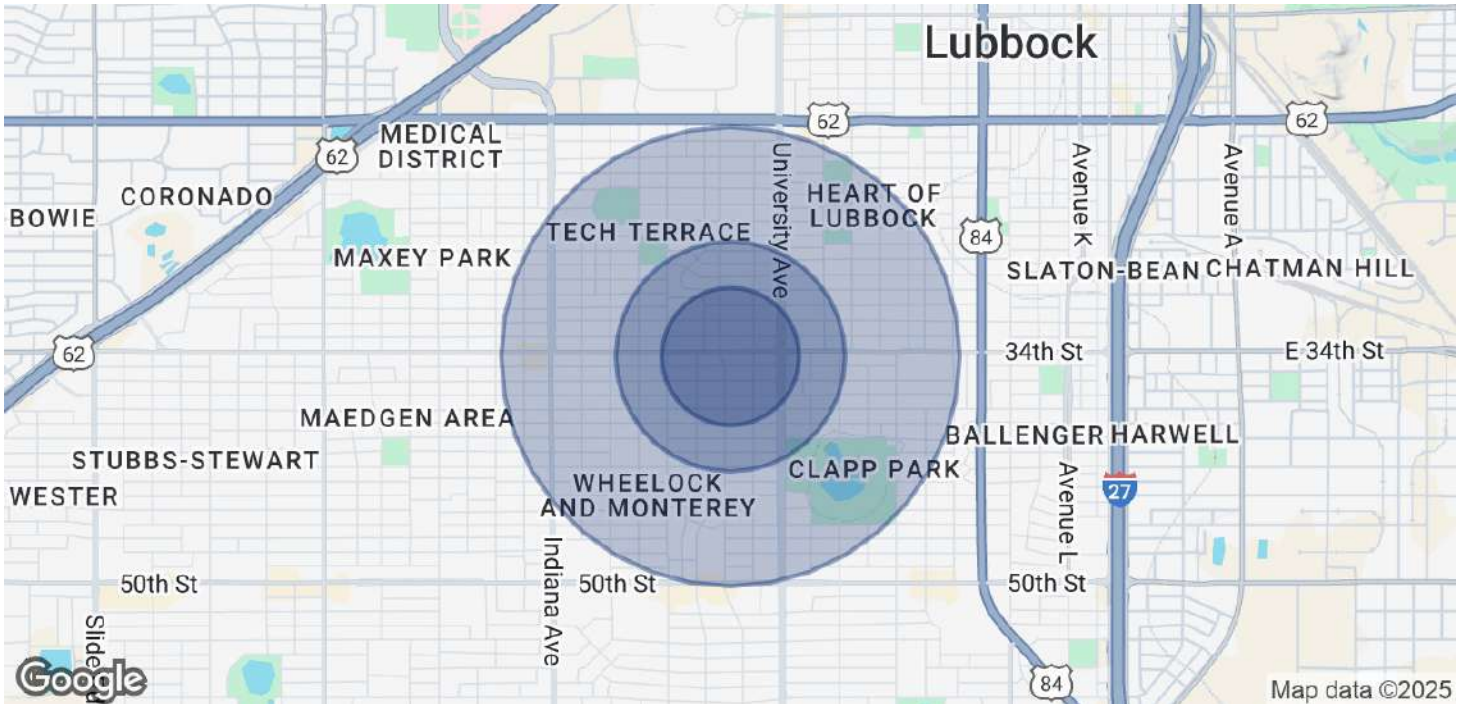 Lubbock
62
62
MEDICAL
DISTRICT
62
University Ave
Avenue K
Avenue A
CORONADO
HEART OF
LUBBOCK
BOWIE
TECH TERRACE
84
MAXEY PARK
SLATON-BEAN
CHATMAN HILL
62
34th St
E 34th St
MAEDGEN AREA
BALLENGER
HARWELL
STUBBS-STEWART
CLAPP PARK
WHEELOCK
AND MONTEREY
WESTER
Avenue L
27
Indiana Ave
50th St
50th St
50th St
Google
84
Map data ©2025